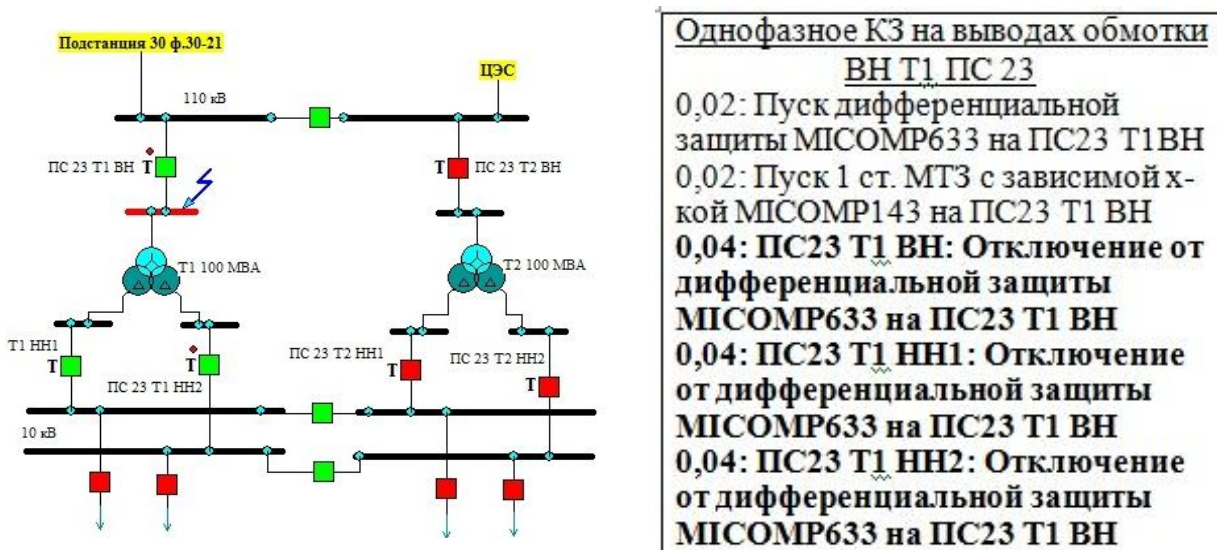 Подстанция 30 ф.30-21
ЦЭС
110 кВ
ПС 23 Т1 ВН
Т
Т
ПС 23 Т2 ВН
Т1 100 МВА
Т2 100 МВА
Т1 НН1
Т
Т
ПС 23 Т1 НН2
ПС 23 Т2 НН1
Т
ПС 23 Т2 НН2
Т
10 кВ
Однофазное КЗ на выводах обмотки
ВН Т1 ПС 23
0,02: Пуск дифференциальной
защиты MICOMP633 на ПС23 Т1ВН
0,02: Пуск 1 ст. МТЗ с зависимой х-
кой MICOMP143 на ПС23 Т1 ВН
0,04: ПС23 Т1 ВН: Отключение от
дифференциальной защиты
MICOMP633 на ПС23 Т1 ВН
0,04: ПС23 Т1 НН1: Отключение
от дифференциальной защиты
MICOMP633 на ПС23 Т1 ВН
0,04: ПС23 Т1 НН2: Отключение
от дифференциальной защиты
MICOMP633 на ПС23 Т1 ВН